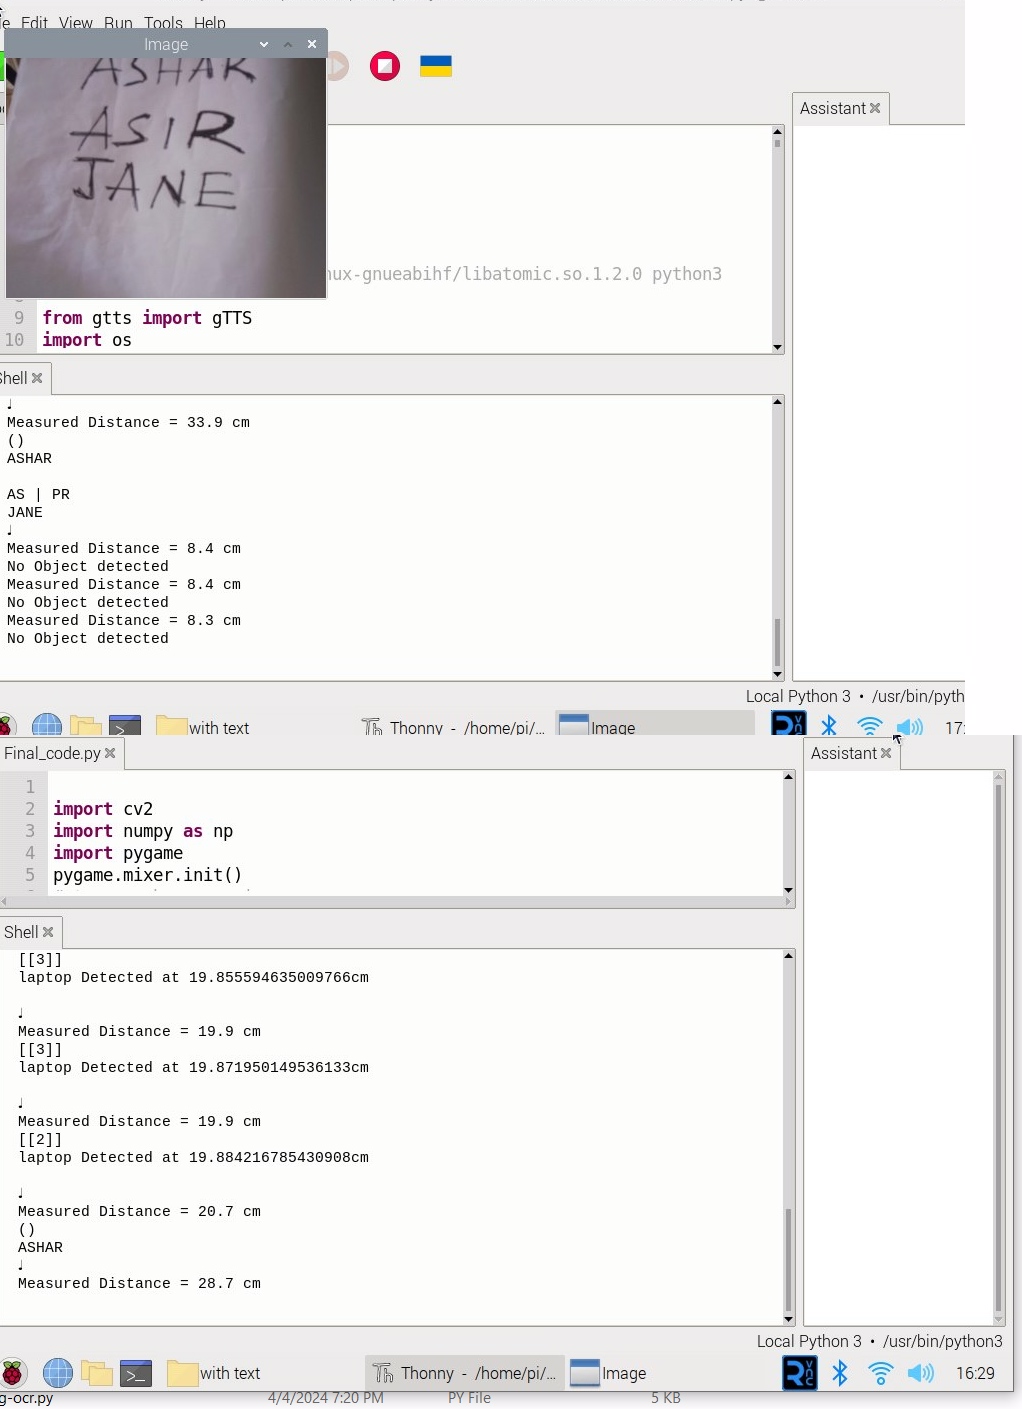 Edit View Run Tools Help
Image
ASHAR
ASIR
JANE
Assistant
nux-gnueabihf/libatomic.so.1.2.0 python3
9 from gtts import gTTS
10 import os
Shell
♩
Measured Distance = 33.9 cm
()
ASHAR
AS | PR
JANE
♩
Measured Distance = 8.4 cm
No Object detected
Measured Distance = 8.4 cm
No Object detected
Measured Distance = 8.3 cm
No Object detected
Local Python 3 • /usr/bin/pyth
with text Thonny - /home/pi/... Image 17:
Final_code.py
Assistant
1
2 import cv2
3 import numpy as np
4 import pygame
5 pygame.mixer.init()
Shell
[[3]]
laptop Detected at 19.855594635009766cm
♩
Measured Distance = 19.9 cm
[[3]]
laptop Detected at 19.871950149536133cm
♩
Measured Distance = 19.9 cm
[[2]]
laptop Detected at 19.884216785430908cm
♩
Measured Distance = 20.7 cm
()
ASHAR
♩
Measured Distance = 28.7 cm
Local Python 3 • /usr/bin/python3
with text Thonny - /home/pi/... Image 16:29
g-ocr.py 4/4/2024 7:20 PM PY File 5 KB